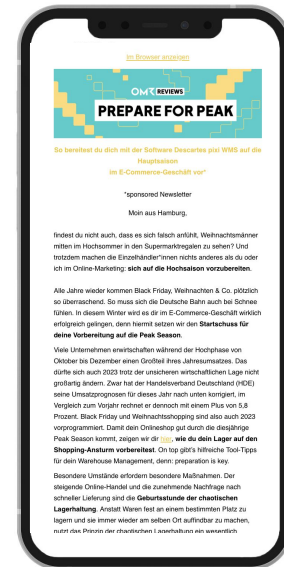 Im Browser anzeigen
OMR REVIEWS
PREPARE FOR PEAK
So bereitest du dich mit der Software Descartes pixi WMS auf die
Hauptsaison
im E-Commerce-Geschäft vor*
*sponsored Newsletter
Moin aus Hamburg,
findest du nicht auch, dass es sich falsch anfühlt, Weihnachtsmänner
mitten im Hochsommer in den Supermarktregalen zu sehen? Und
trotzdem machen die Einzelhändler*innen nichts anderes als du oder
ich im Online-Marketing: sich auf die Hochsaison vorzubereiten.
Alle Jahre wieder kommen Black Friday, Weihnachten & Co. plötzlich
so überraschend. So muss sich die Deutsche Bahn auch bei Schnee
fühlen. In diesem Winter wird es dir im E-Commerce-Geschäft wirklich
erfolgreich gelingen, denn hiermit setzen wir den Startschuss für
deine Vorbereitung auf die Peak Season.
Viele Unternehmen erwirtschaften während der Hochphase von
Oktober bis Dezember einen Großteil ihres Jahresumsatzes. Das
dürfte sich auch 2023 trotz der unsicheren wirtschaftlichen Lage nicht
großartig ändern. Zwar hat der Handelsverband Deutschland (HDE)
seine Umsatzprognosen für dieses Jahr nach unten korrigiert, im
Vergleich zum Vorjahr rechnet er dennoch mit einem Plus von 5,8
Prozent. Black Friday und Weihnachtsshopping sind also auch 2023
vorprogrammiert. Damit dein Onlineshop gut durch die diesjährige
Peak Season kommt, zeigen wir dir hier, wie du dein Lager auf den
Shopping-Ansturm vorbereitest. On top gibt's hilfreiche Tool-Tipps
für dein Warehouse Management, denn: preparation is key.
Besondere Umstände erfordern besondere Maßnahmen. Der
steigende Online-Handel und die zunehmende Nachfrage nach
schneller Lieferung sind die Geburtsstunde der chaotischen
Lagerhaltung. Anstatt Waren fest an einem bestimmten Platz zu
lagern und sie immer wieder am selben Ort auffindbar zu machen,
nutzt das Prinzip der chaotischen Lagerhaltung ein wesentlich